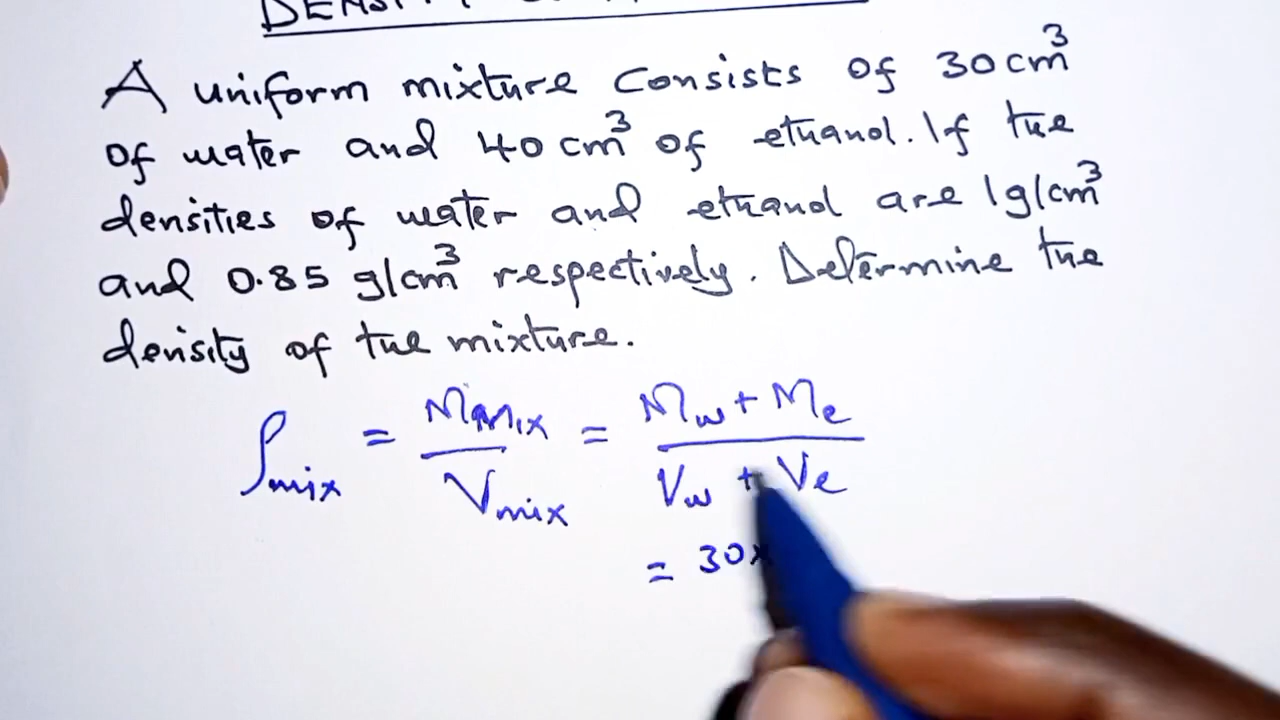 DENSITY
A uniform mixture consists of 30cm³
of water and 40cm³ of ethanol. If the
densities of water and ethanol are 1g/cm³
and 0.85 g/cm³ respectively. Determine the
density of the mixture.
ρmix = Mmix / Vmix = Mw + Me / Vw + Ve
= 30x